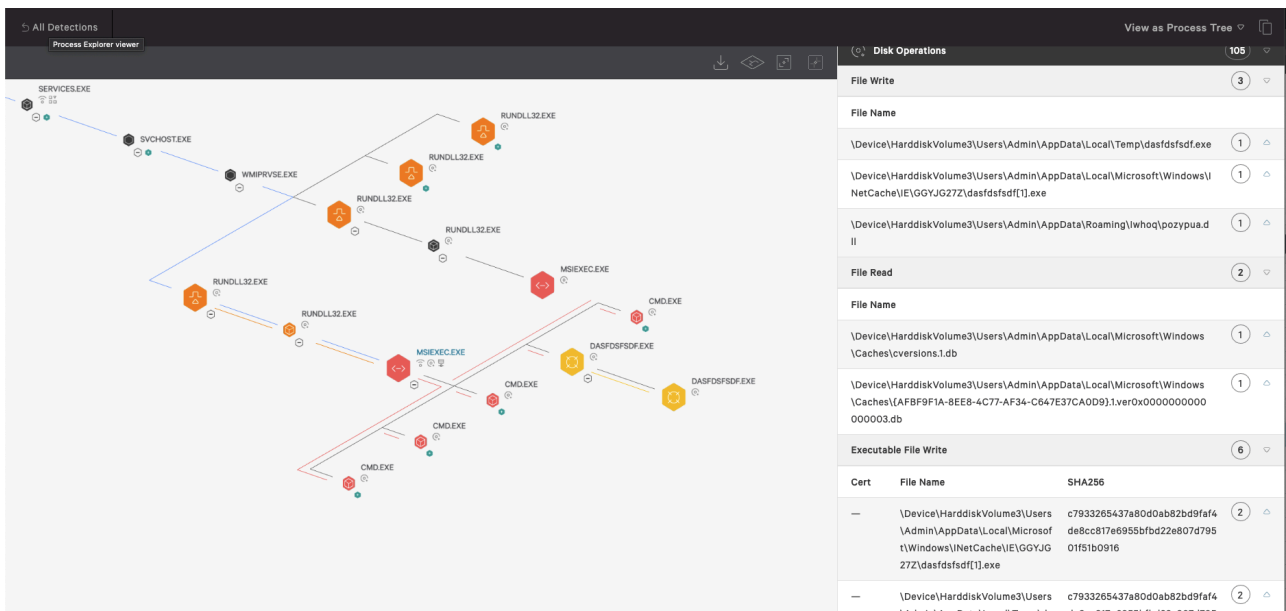 All Detections
View as Process Tree
Process Explorer viewer
SERVICES.EXE
SVCHOST.EXE
WMIPRVSE.EXE
RUNDLL32.EXE
RUNDLL32.EXE
RUNDLL32.EXE
RUNDLL32.EXE
MSIEXEC.EXE
RUNDLL32.EXE
RUNDLL32.EXE
CMD.EXE
MSIEXEC.EXE
DASFDSFSDF.EXE
CMD.EXE
DASFDSFSDF.EXE
CMD.EXE
CMD.EXE
Disk Operations 105
File Write 3
File Name
\Device\HarddiskVolume3\Users\Admin\AppData\Local\Temp\dasfdsfsdf.exe 1
\Device\HarddiskVolume3\Users\Admin\AppData\Local\Microsoft\Windows\I 1
NetCache\IE\GGYJG27Z\dasfdsfsdf[1].exe
\Device\HarddiskVolume3\Users\Admin\AppData\Roaming\Iwhoq\pozypua.d 1
ll
File Read 2
File Name
\Device\HarddiskVolume3\Users\Admin\AppData\Local\Microsoft\Windows 1
\Caches\cversions.1.db
\Device\HarddiskVolume3\Users\Admin\AppData\Local\Microsoft\Windows 1
\Caches\{AFBF9F1A-8EE8-4C77-AF34-C647E37CA0D9}.1.ver0x0000000000
000003.db
Executable File Write 6
Cert File Name SHA256
— \Device\HarddiskVolume3\Users c7933265437a80d0ab82bd9faf4 2
\Admin\AppData\Local\Microsof de8cc817e6955bfbd22e807d795
t\Windows\INetCache\IE\GGYJG 01f51b0916
27Z\dasfdsfsdf[1].exe
— \Device\HarddiskVolume3\Users c7933265437a80d0ab82bd9faf4 2